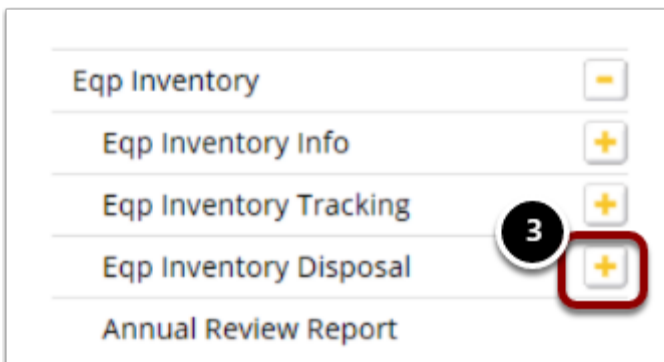 Eqp Inventory -
Eqp Inventory Info +
Eqp Inventory Tracking +
3
Eqp Inventory Disposal +
Annual Review Report